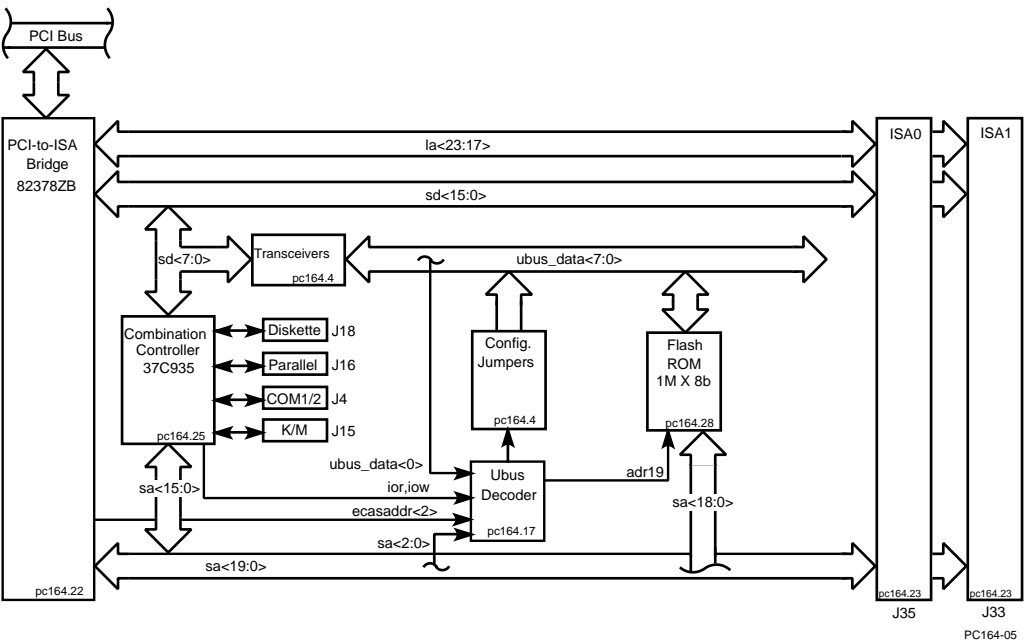 PCI Bus
PCI-to-ISA
Bridge
82378ZB
pc164.22
la<23:17>
sd<15:0>
ISA0
ISA1
sd<7:0>
Transceivers
pc164.4
ubus_data<7:0>
Combination
Controller
37C935
pc164.25
Diskette
J18
Parallel
J16
COM1/2
J4
K/M
J15
Config.
Jumpers
pc164.4
Flash
ROM
1M X 8b
pc164.28
ubus_data<0>
ior,iow
ecasaddr<2>
sa<2:0>
Ubus
Decoder
pc164.17
adr19
sa<18:0>
sa<15:0>
sa<19:0>
pc164.23
J35
pc164.23
J33
PC164-05